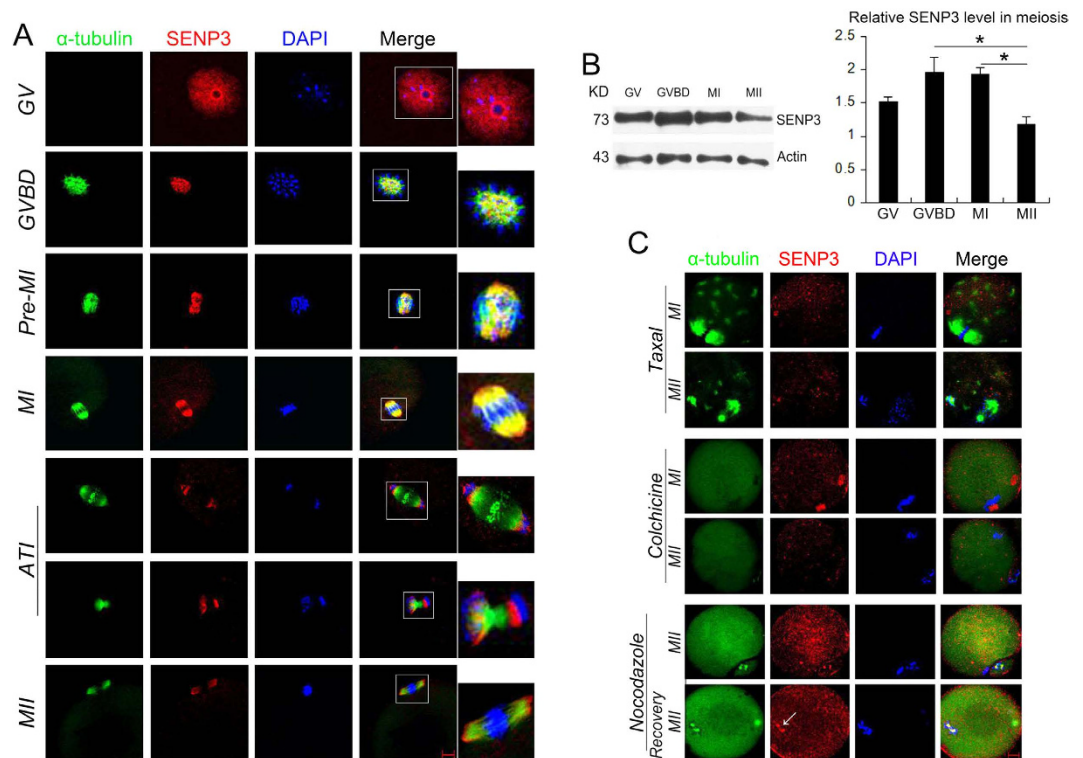 A
α-tubulin SENP3 DAPI Merge
GV
GVBD
Pre-MI
MI
ATI
MII
B
KD GV GVBD MI MII
73 SENP3
43 Actin
Relative SENP3 level in meiosis
2.5
2
1.5
1
0.5
0
* 
*
GV GVBD MI MII
C
α-tubulin SENP3 DAPI Merge
Taxal
MI
MII
Colchicine
MI
MII
Nocodazole
MII
Recovery
MII